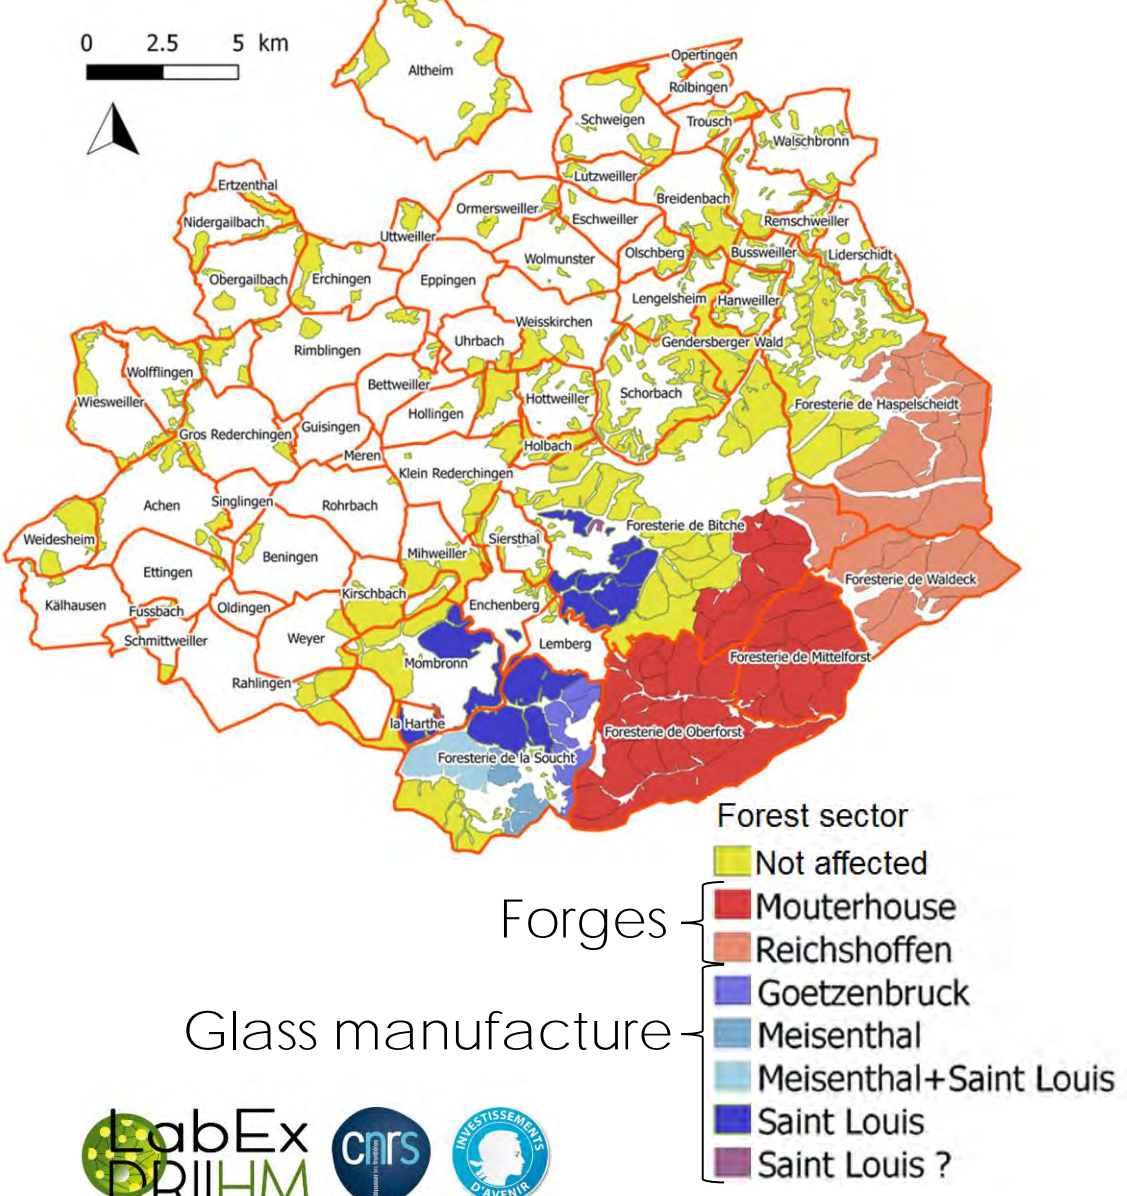 0 2.5 5 km
Altheim
Opertingen
Rolbingen
Schweigen
Trousch
Walschbronn
Lutzweiller
Ertzenthal
Breidenbach
Ormersweiller
Nidergailbach
Eschweiller
Remschweiller
Uttweiller
Olschberg
Bussweiller
Liderschidt
Wolmunster
Obergailbach
Erchingen
Eppingen
Lengelsheim
Hanweiller
Weisskirchen
Uhrbach
Gendersberger Wald
Rimblingen
Wolfflingen
Bettweiller
Schorbach
Hottweiller
Wiesweiller
Foresterie de Haspelscheidt
Hollingen
Guisingen
Gros Rederchingen
Holbach
Meren
Klein Rederchingen
Singlingen
Achen
Rohrbach
Foresterie de Bitche
Weidesheim
Siersthal
Mihweiller
Beningen
Ettingen
Foresterie de Waldeck
Kirschbach
Kälhausen
Enchenberg
Fussbach
Oldingen
Schmittweiller
Weyer
Lemberg
Foresterie de Mittelforst
Mombronn
Rahlingen
la Harthe
Foresterie de Oberforst
Foresterie de la Soucht
Forest sector
Not affected
Forges
Mouterhouse
Reichshoffen
Glass manufacture
Goetzenbruck
Meisenthal
Meisenthal+Saint Louis
Saint Louis
Saint Louis ?
LabEx
DRIIHM
cnrs
INVESTISSEMENTS
D'AVENIR